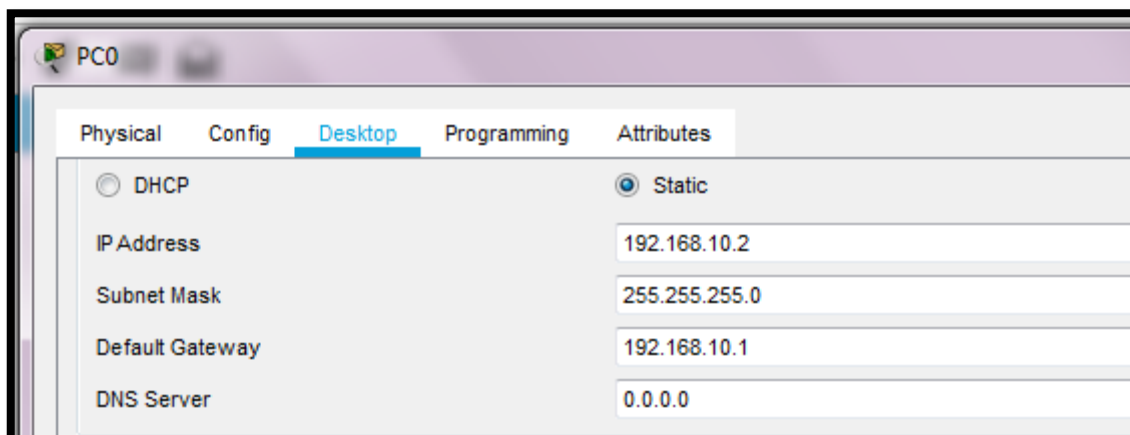 PC0
Physical Config Desktop Programming Attributes
DHCP Static
IP Address 192.168.10.2
Subnet Mask 255.255.255.0
Default Gateway 192.168.10.1
DNS Server 0.0.0.0